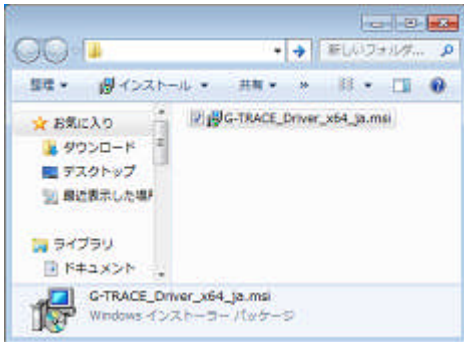 新しいフォルダ...
整理 インストール 共有 »
お気に入り
ダウンロード
デスクトップ
最近表示した場所
ライブラリ
ドキュメント
G-TRACE_Driver_x64_ja.msi
G-TRACE_Driver_x64_ja.msi
Windows インストーラー パッケージ